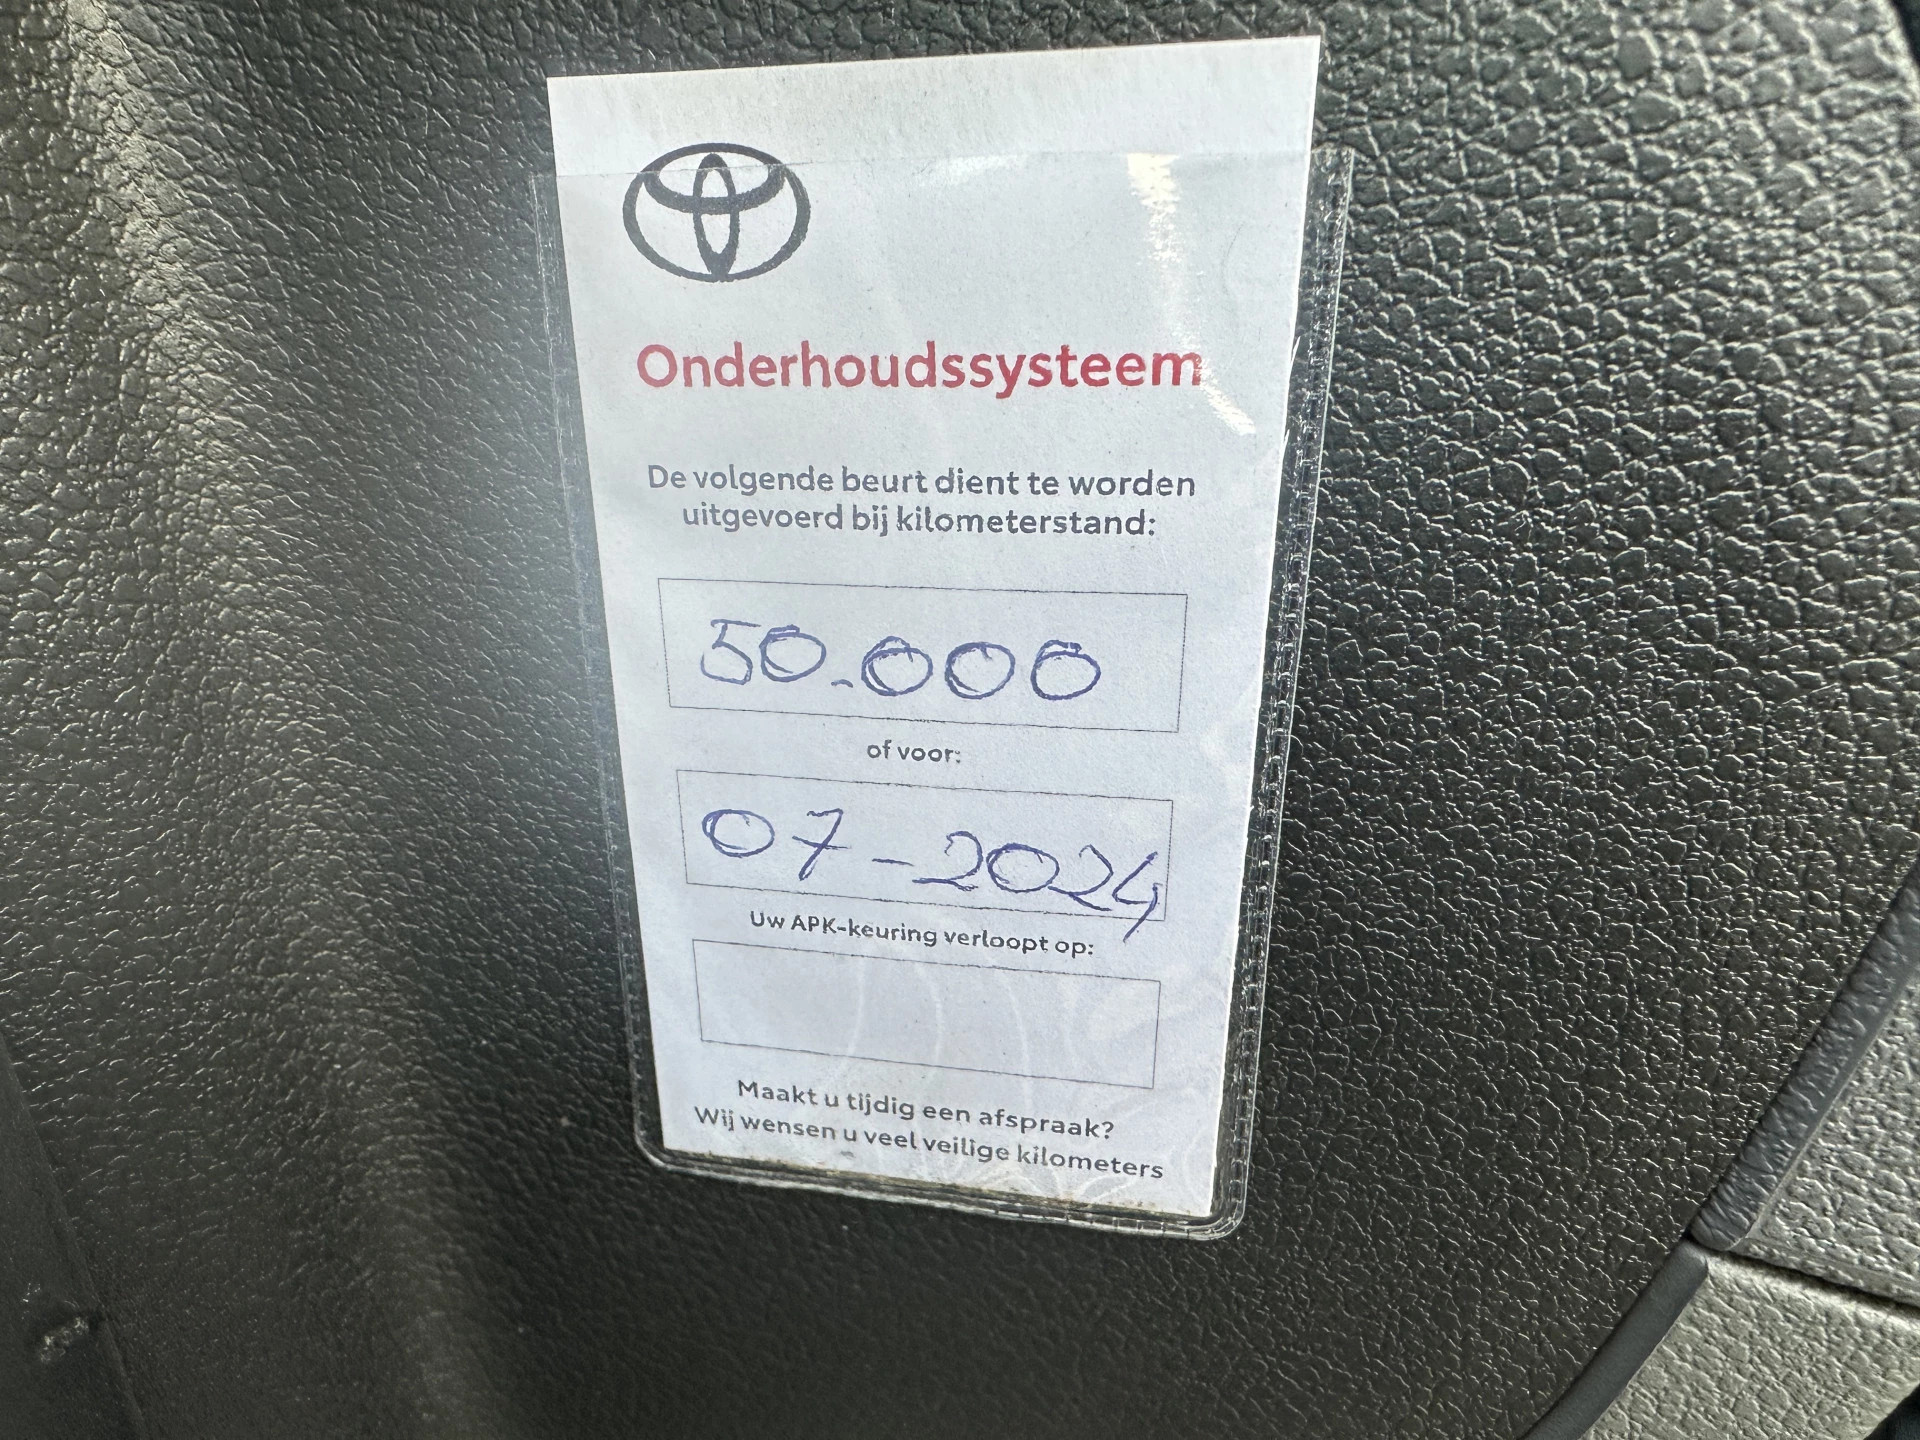 Onderhoudssysteem
De volgende beurt dient te worden
uitgevoerd bij kilometerstand:
50.000
of voor:
07-2024
Uw APK-keuring verloopt op:
Maakt u tijdig een afspraak?
Wij wensen u veel veilige kilometers